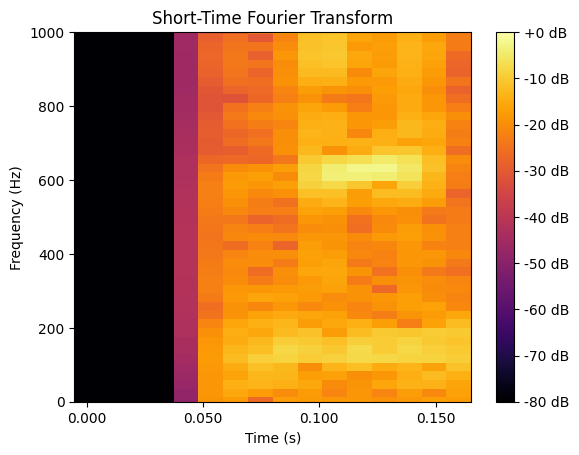 Short-Time Fourier Transform
1000
800
600
400
200
0
Frequency (Hz)
0.000
0.050
0.100
0.150
Time (s)
+0 dB
-10 dB
-20 dB
-30 dB
-40 dB
-50 dB
-60 dB
-70 dB
-80 dB